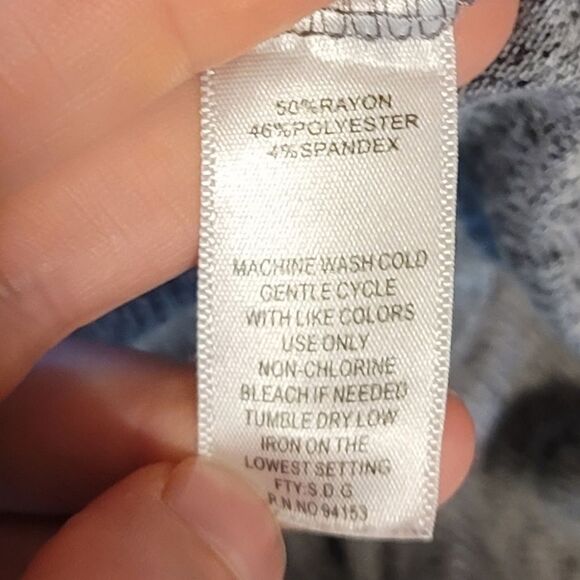 50%RAYON
46%POLYESTER
4%SPANDEX
MACHINE WASH COLD
GENTLE CYCLE
WITH LIKE COLORS
USE ONLY
NON-CHLORINE
BLEACH IF NEEDED
TUMBLE DRY LOW
IRON ON THE
LOWEST SETTING
FTY:S.D.G
P.N.NO 94153